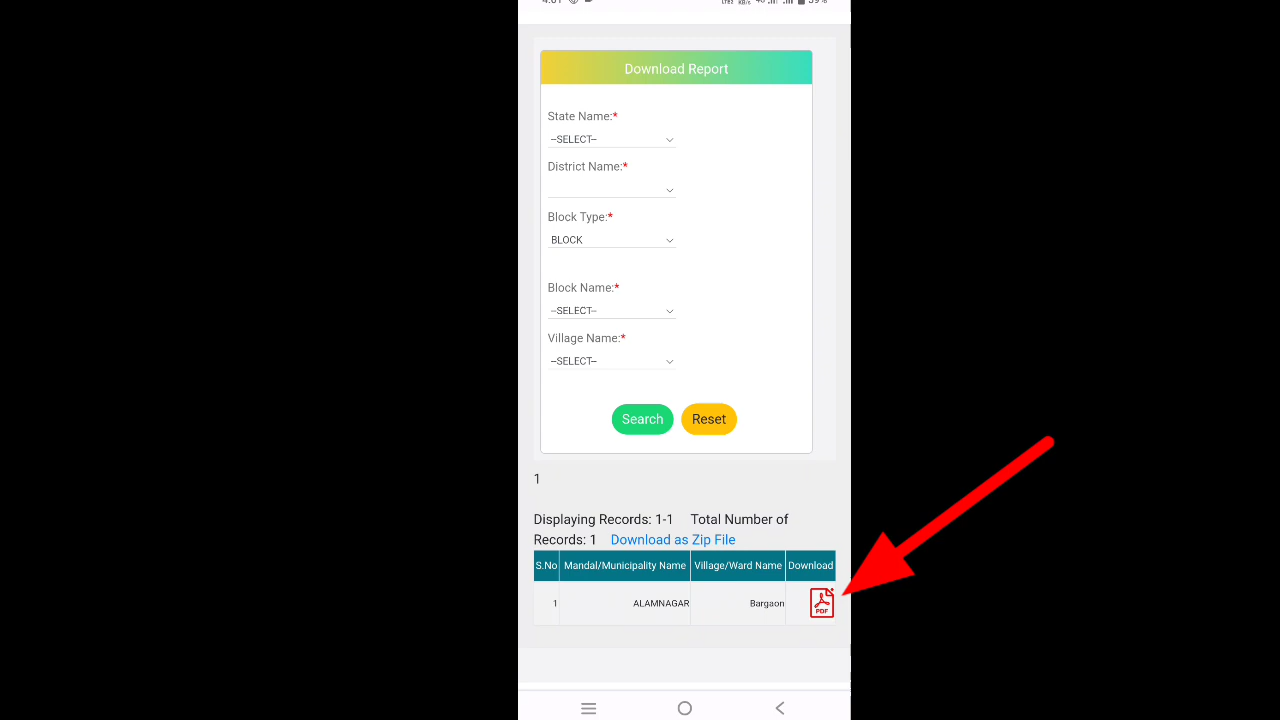 Download Report
State Name:*
--SELECT--
District Name:*
Block Type:*
BLOCK
Block Name:*
--SELECT--
Village Name:*
--SELECT--
Search Reset
1
Displaying Records: 1-1 Total Number of
Records: 1 Download as Zip File
S.No Mandal/Municipality Name Village/Ward Name Download
1 ALAMNAGAR Bargaon
PDF